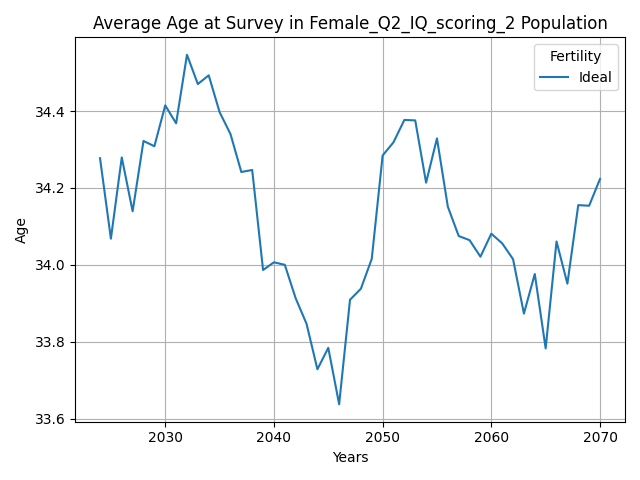 Average Age at Survey in Female_Q2_IQ_scoring_2 Population
Fertility
Ideal
34.4
34.2
34.0
33.8
33.6
Age
2030 2040 2050 2060 2070
Years